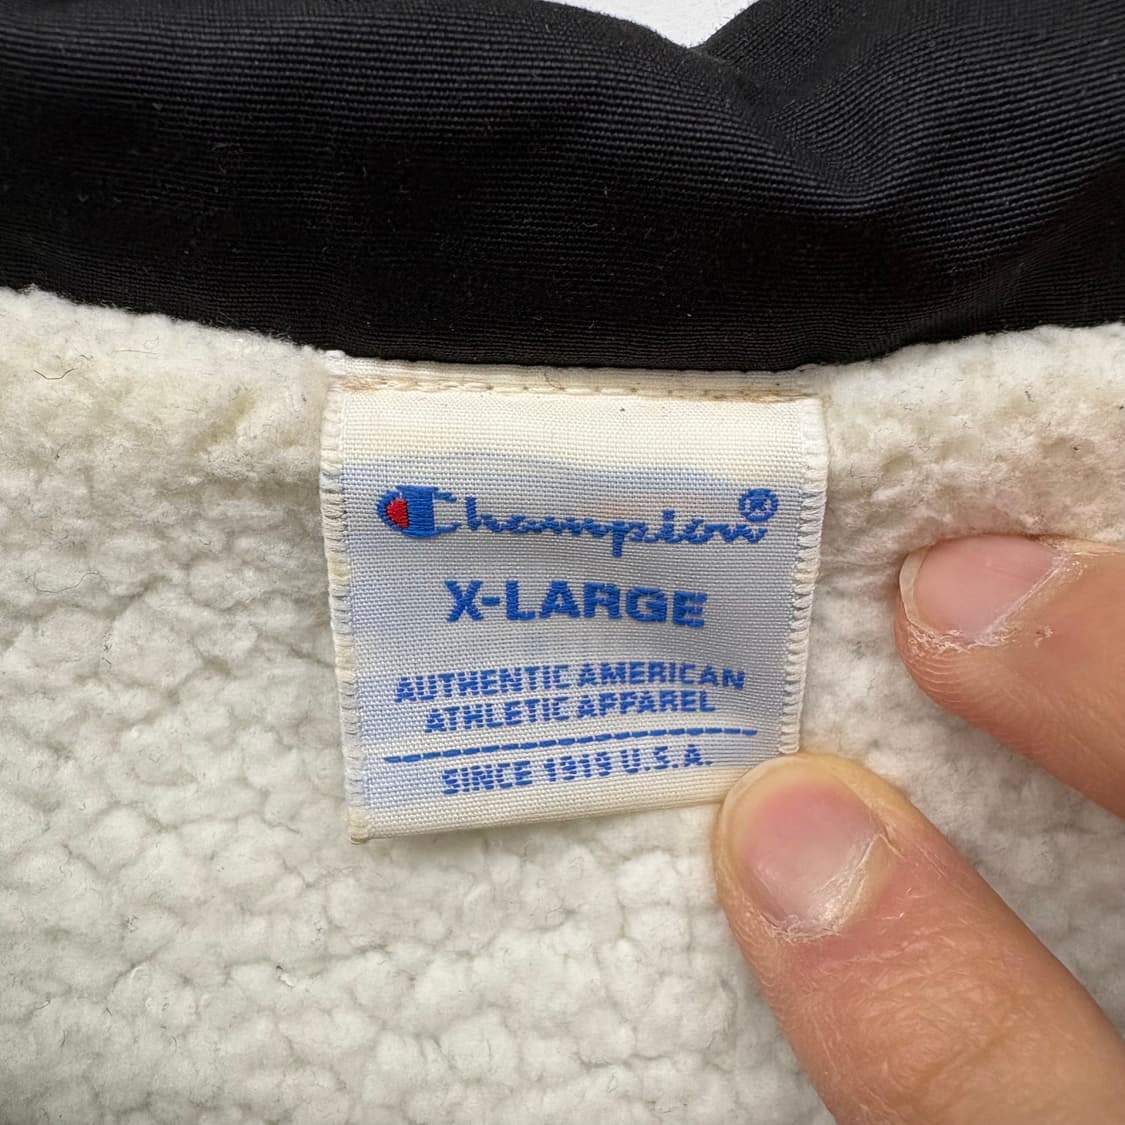 Champion®
X-LARGE
AUTHENTIC AMERICAN
ATHLETIC APPAREL
SINCE 1919 U.S.A.